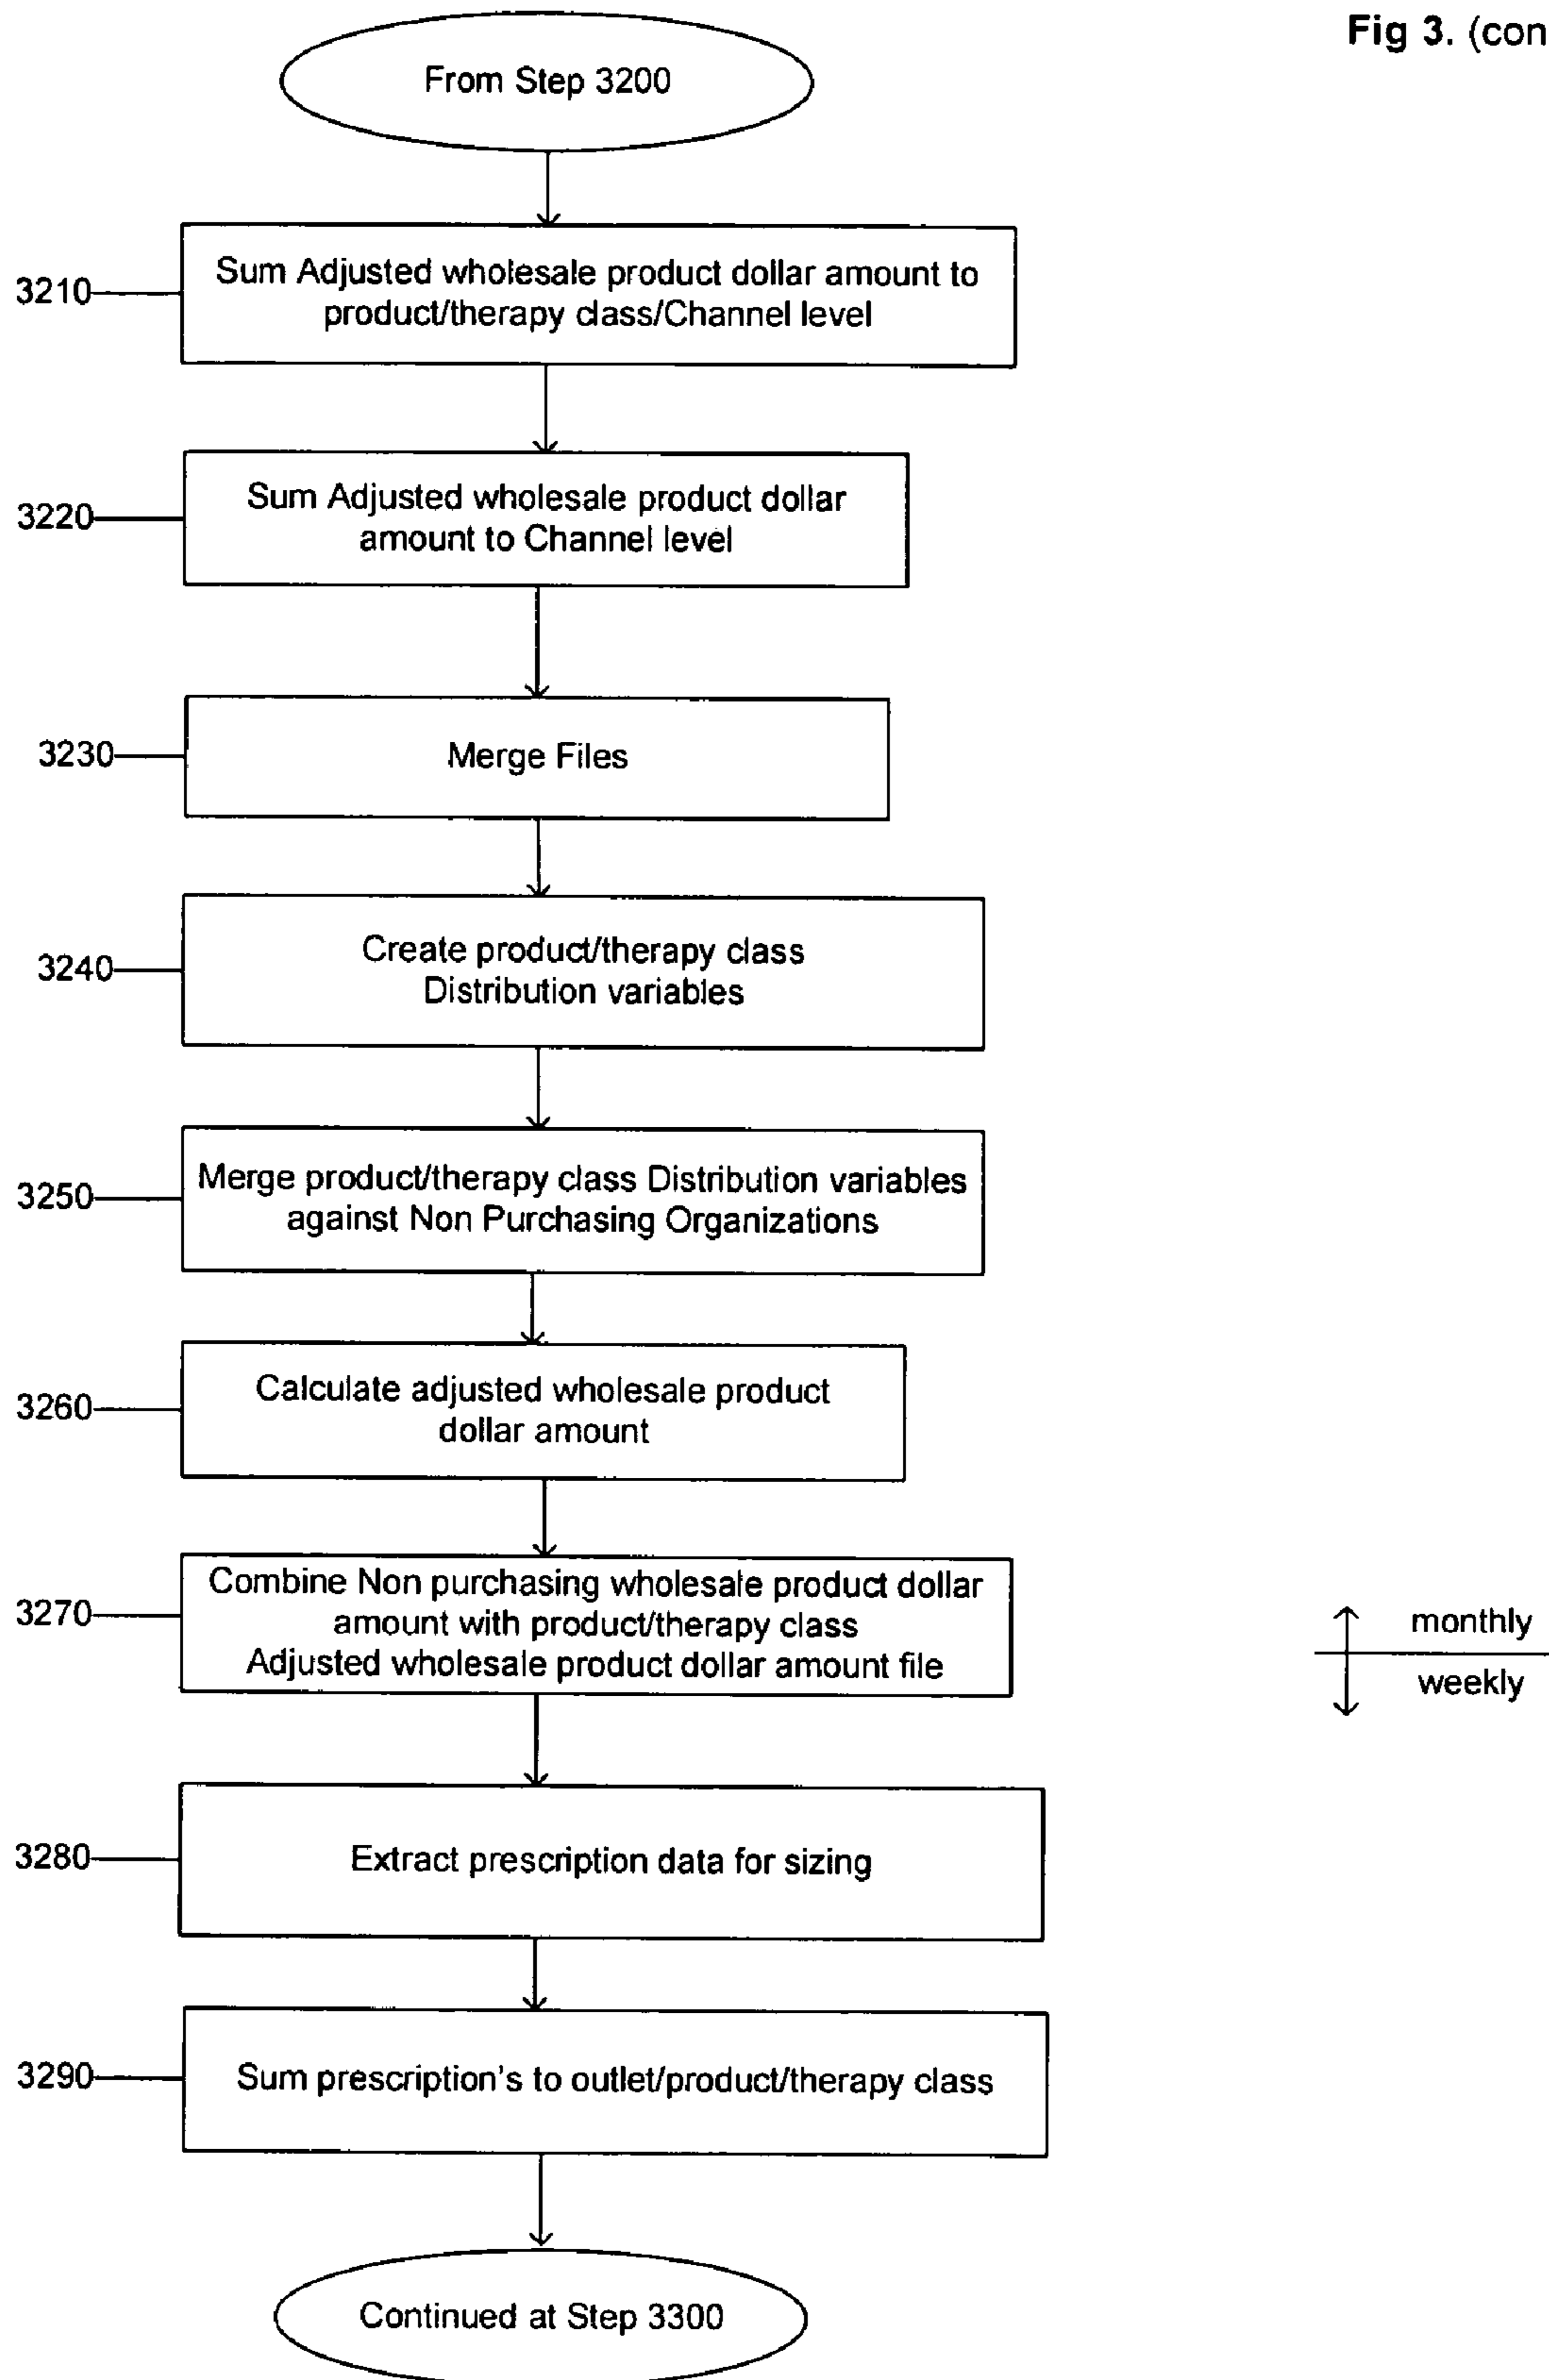 Fig 3. (con
From Step 3200
3210
Sum Adjusted wholesale product dollar amount to
product/therapy class/Channel level
3220
Sum Adjusted wholesale product dollar
amount to Channel level
3230
Merge Files
3240
Create product/therapy class
Distribution variables
3250
Merge product/therapy class Distribution variables
against Non Purchasing Organizations
3260
Calculate adjusted wholesale product
dollar amount
3270
Combine Non purchasing wholesale product dollar
amount with product/therapy class
Adjusted wholesale product dollar amount file
monthly
weekly
3280
Extract prescription data for sizing
3290
Sum prescription's to outlet/product/therapy class
Continued at Step 3300